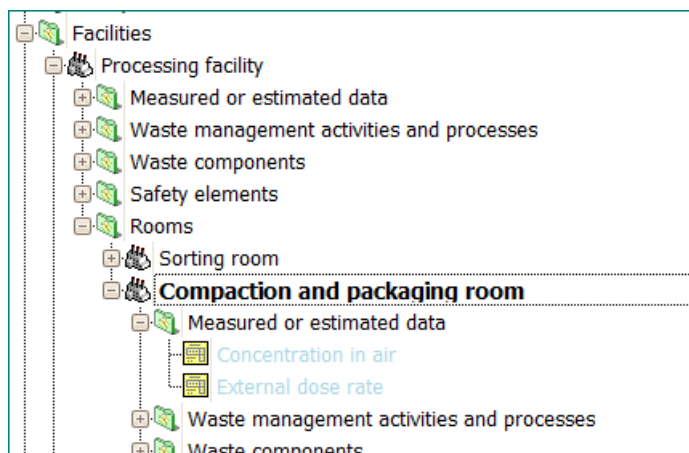 Facilities
Processing facility
Measured or estimated data
Waste management activities and processes
Waste components
Safety elements
Rooms
Sorting room
Compaction and packaging room
Measured or estimated data
Concentration in air
External dose rate
Waste management activities and processes
Waste components